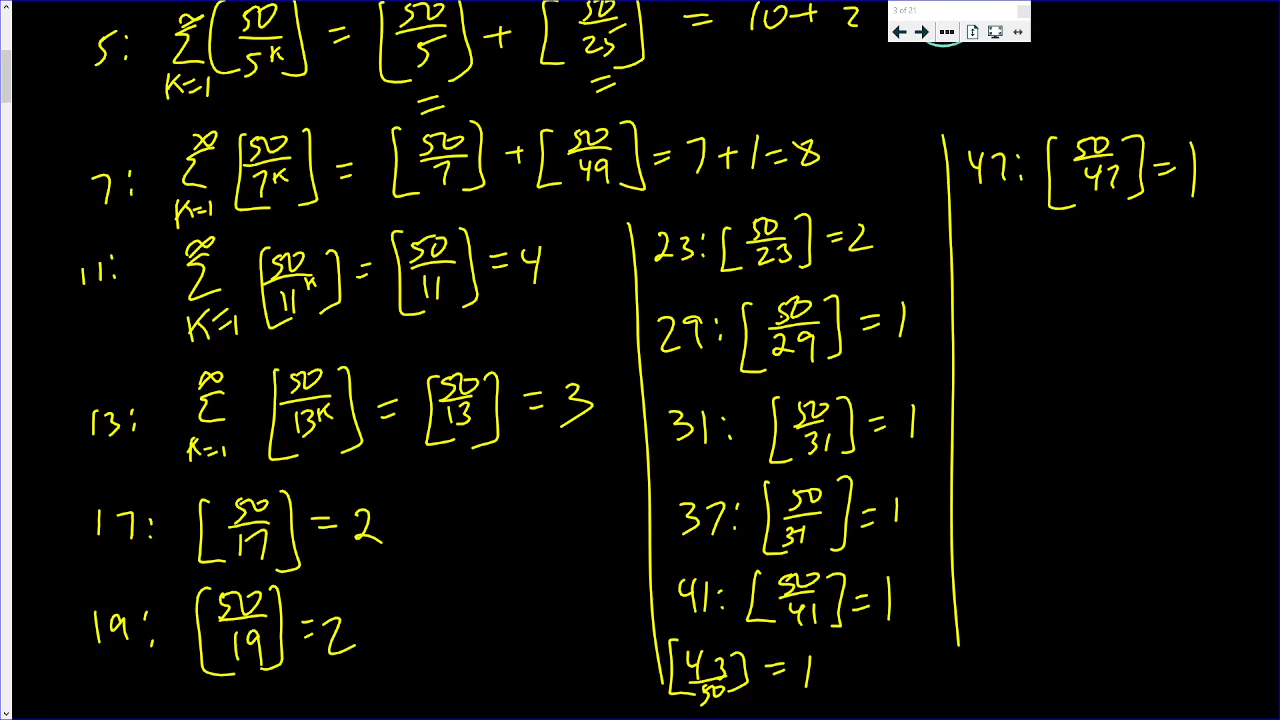 3 of 21
5: ∑_{K=1}^{∞} [50/5^K] = [50/5] + [50/25] = 10 + 2
= =
7: ∑_{K=1}^{∞} [50/7^K] = [50/7] + [50/49] = 7 + 1 = 8
11: ∑_{K=1}^{∞} [50/11^K] = [50/11] = 4
13: ∑_{K=1}^{∞} [50/13^K] = [50/13] = 3
17: [50/17] = 2
19: [50/19] = 2
23: [50/23] = 2
29: [50/29] = 1
31: [50/31] = 1
37: [50/37] = 1
41: [50/41] = 1
[43/50] = 1
47: [50/47] = 1